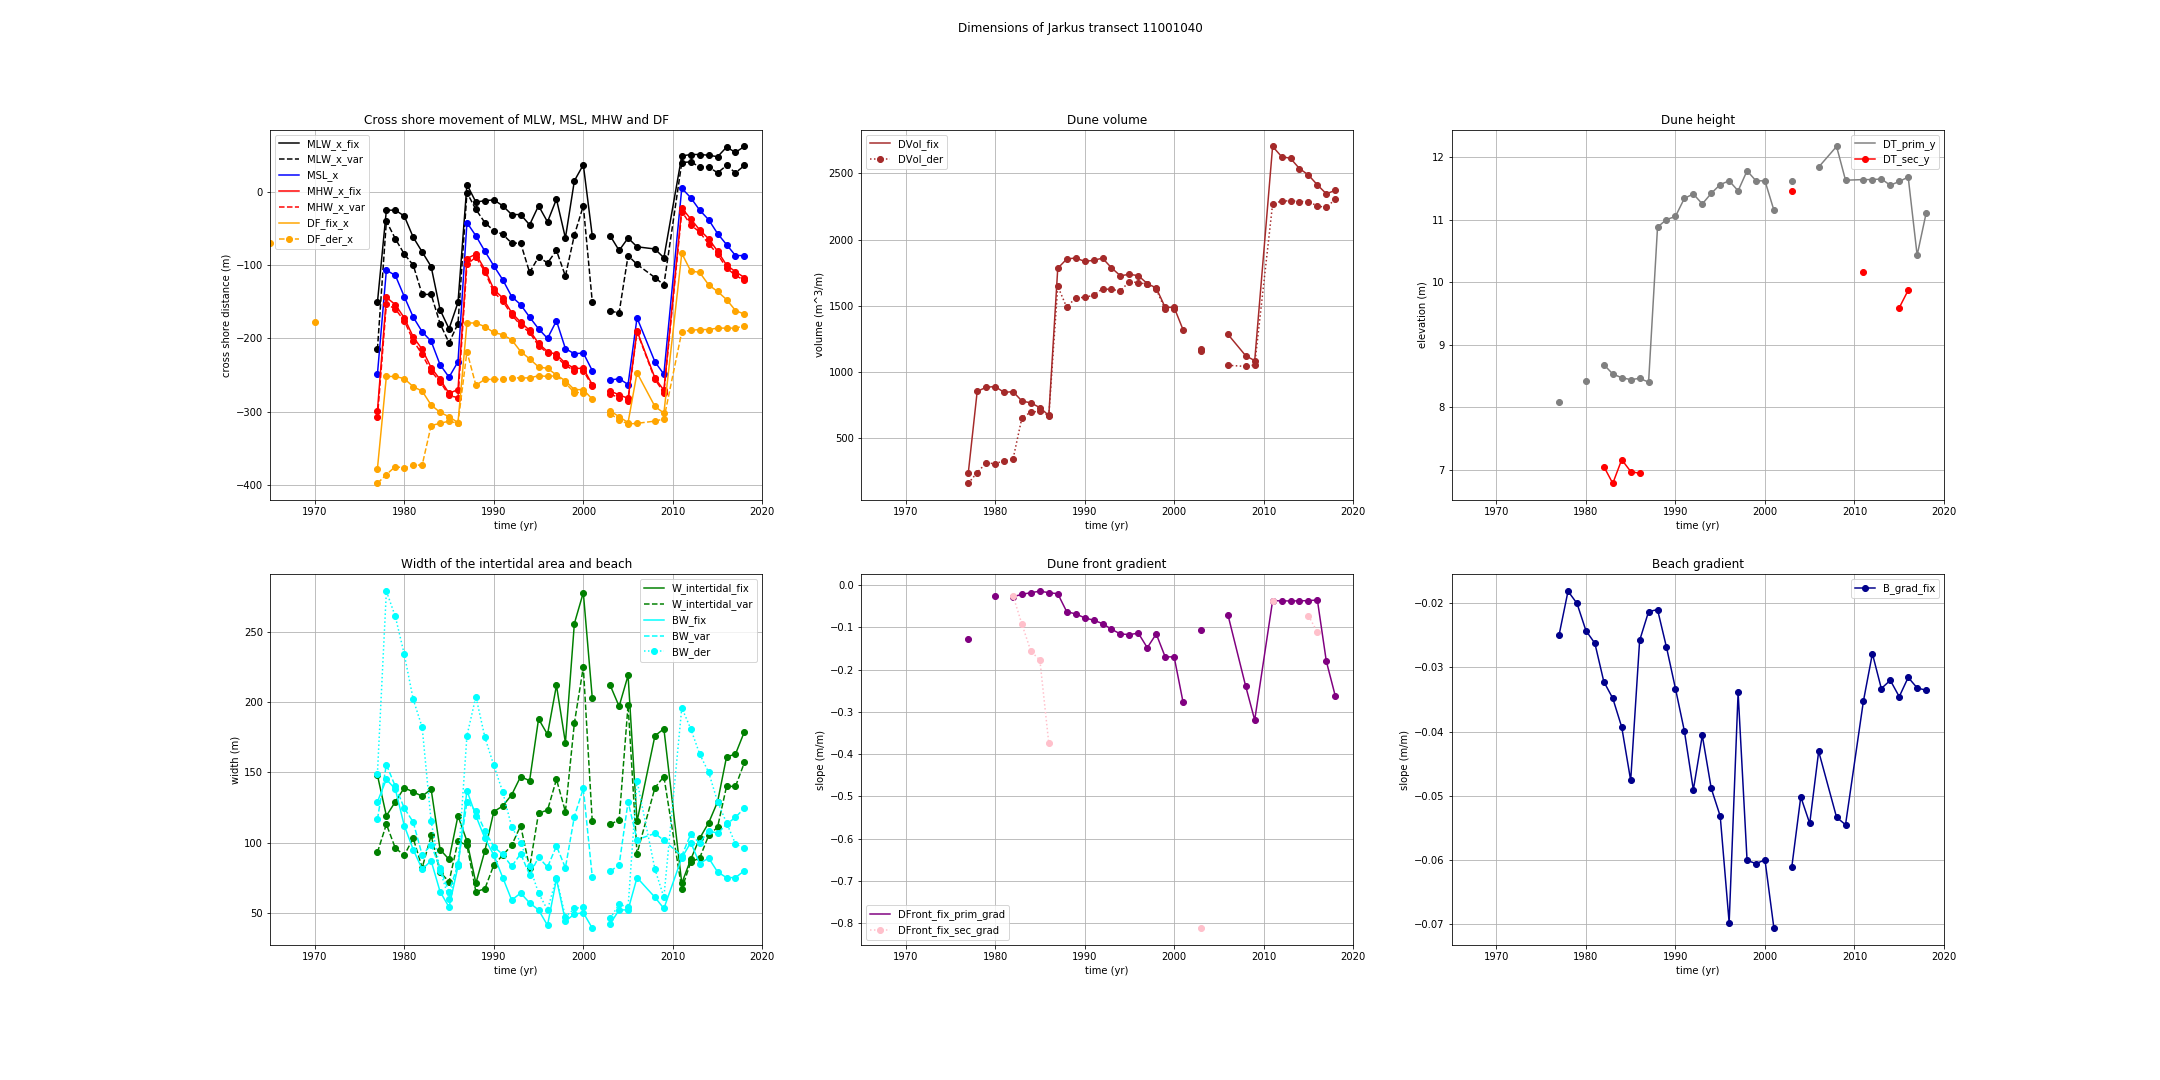 Dimensions of Jarkus transect 11001040
Cross shore movement of MLW, MSL, MHW and DF
MLW_x_fix
MLW_x_var
MSL_x
MHW_x_fix
MHW_x_var
DF_fix_x
DF_der_x
0
−100
−200
−300
−400
cross shore distance (m)
1970 1980 1990 2000 2010 2020
time (yr)
Dune volume
DVol_fix
DVol_der
2500
2000
1500
1000
500
volume (m^3/m)
1970 1980 1990 2000 2010 2020
time (yr)
Dune height
DT_prim_y
DT_sec_y
12
11
10
9
8
7
elevation (m)
1970 1980 1990 2000 2010 2020
time (yr)
Width of the intertidal area and beach
W_intertidal_fix
W_intertidal_var
BW_fix
BW_var
BW_der
250
200
150
100
50
width (m)
1970 1980 1990 2000 2010 2020
time (yr)
Dune front gradient
0.0
−0.1
−0.2
−0.3
−0.4
−0.5
−0.6
−0.7
−0.8
slope (m/m)
DFront_fix_prim_grad
DFront_fix_sec_grad
1970 1980 1990 2000 2010 2020
time (yr)
Beach gradient
B_grad_fix
−0.02
−0.03
−0.04
−0.05
−0.06
−0.07
slope (m/m)
1970 1980 1990 2000 2010 2020
time (yr)